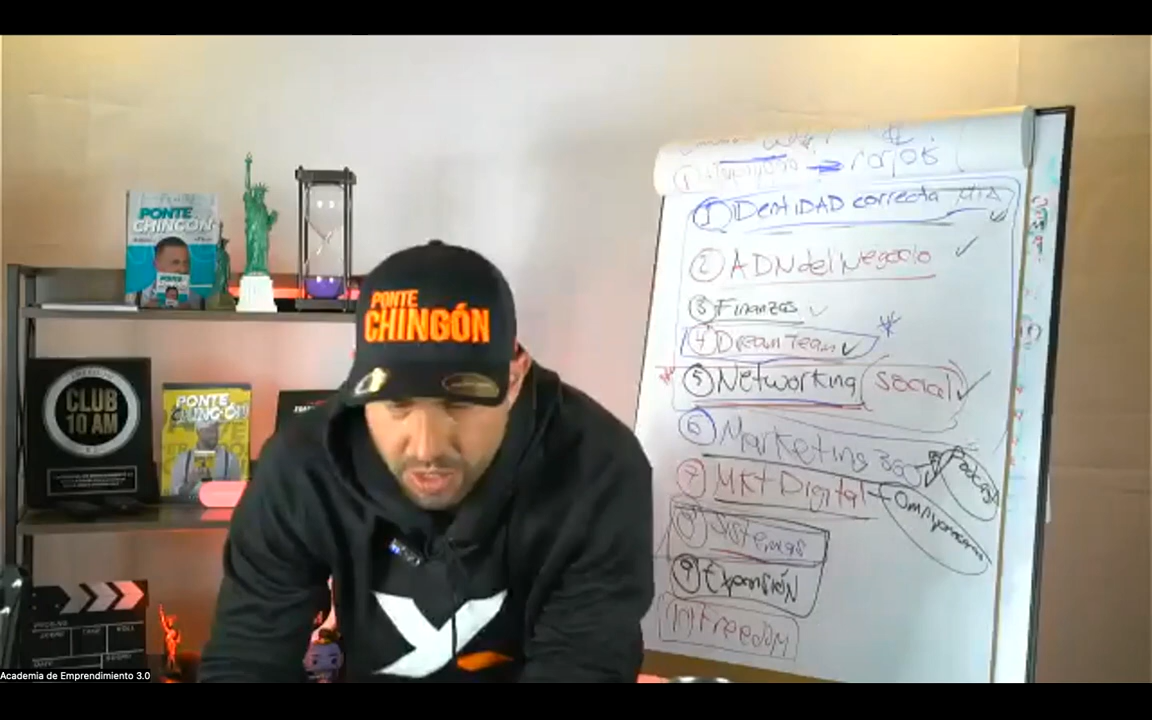 PONTE
CHINGÓN
PONTE
CHINGÓN
CLUB
10 AM
PONTE
CHINGÓN
① IDentIDAD correcta
② ADN del Negocio
③ Finanzas
④ Dream Team
⑤ Networking social
⑥ Marketing 360
Podcast
⑦ MKT Digital + Omnipresencia
⑧ Sistemas
⑨ Expansión
Freedom
Academia de Emprendimiento 3.0